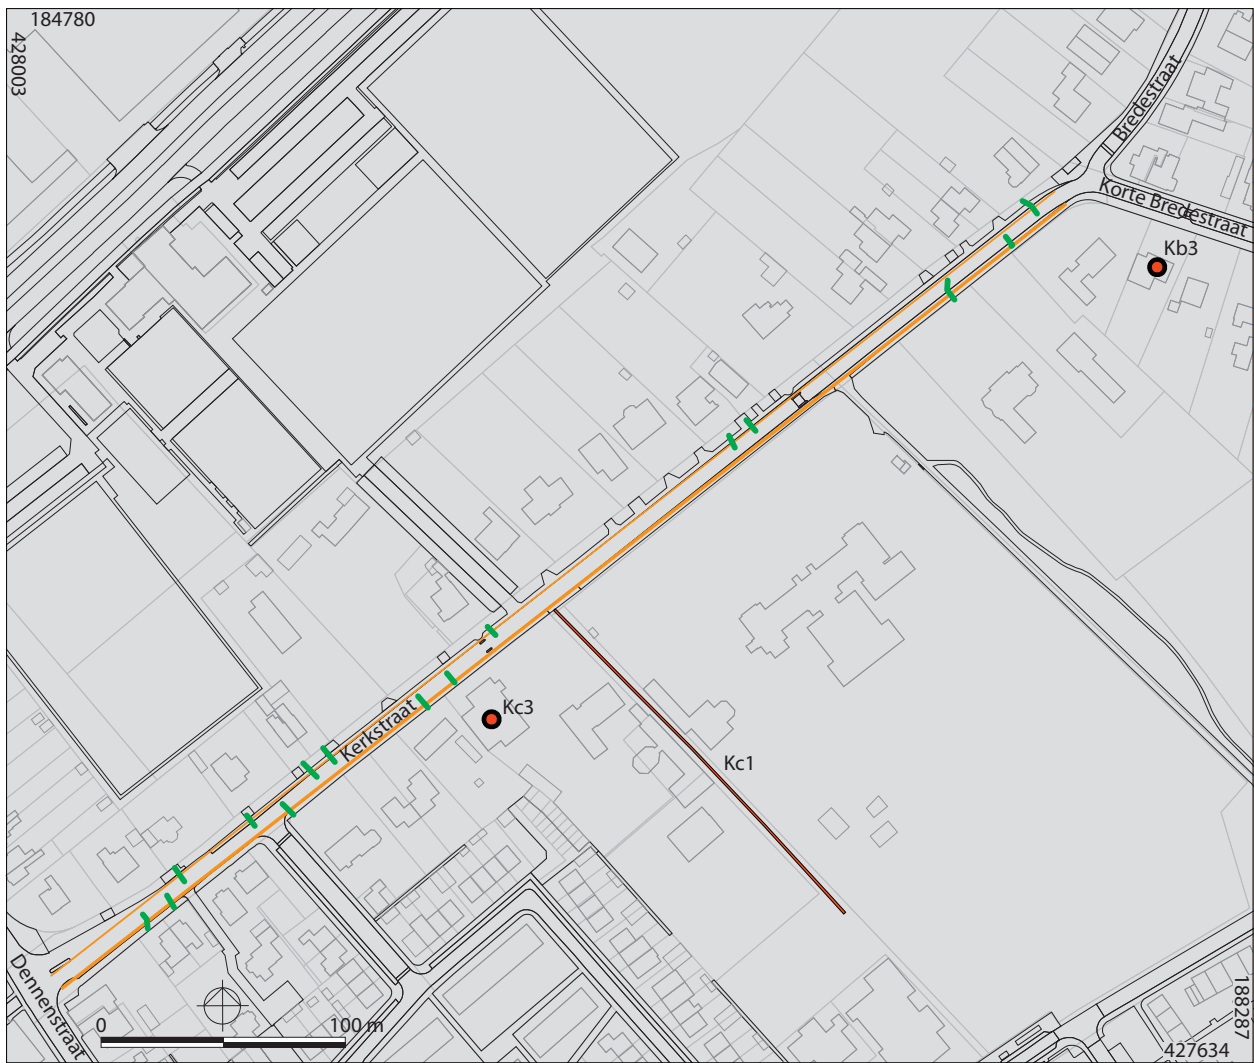 184780
428003
Bredestraat
Korte Bredestraat
Kb3
Kc3
Kerkstraat
Kc1
Dennenstraat
0 100 m
188287
427634